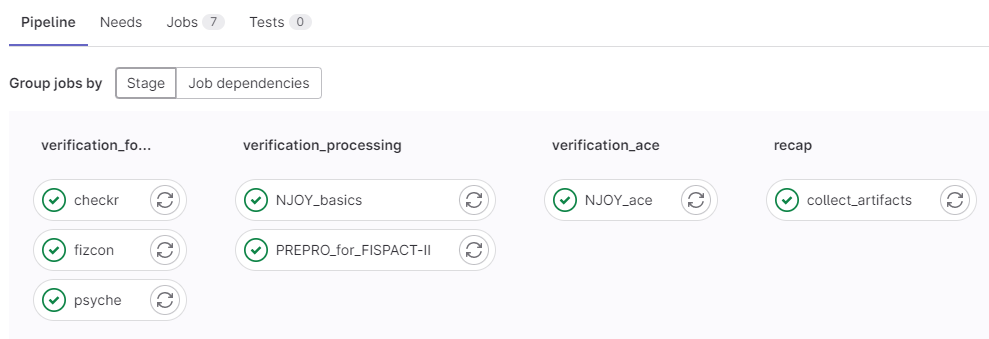 Pipeline Needs Jobs 7 Tests 0
Group jobs by Stage Job dependencies
verification_fo... verification_processing verification_ace recap
checkr NJOY_basics NJOY_ace collect_artifacts
fizcon PREPRO_for_FISPACT-II
psyche